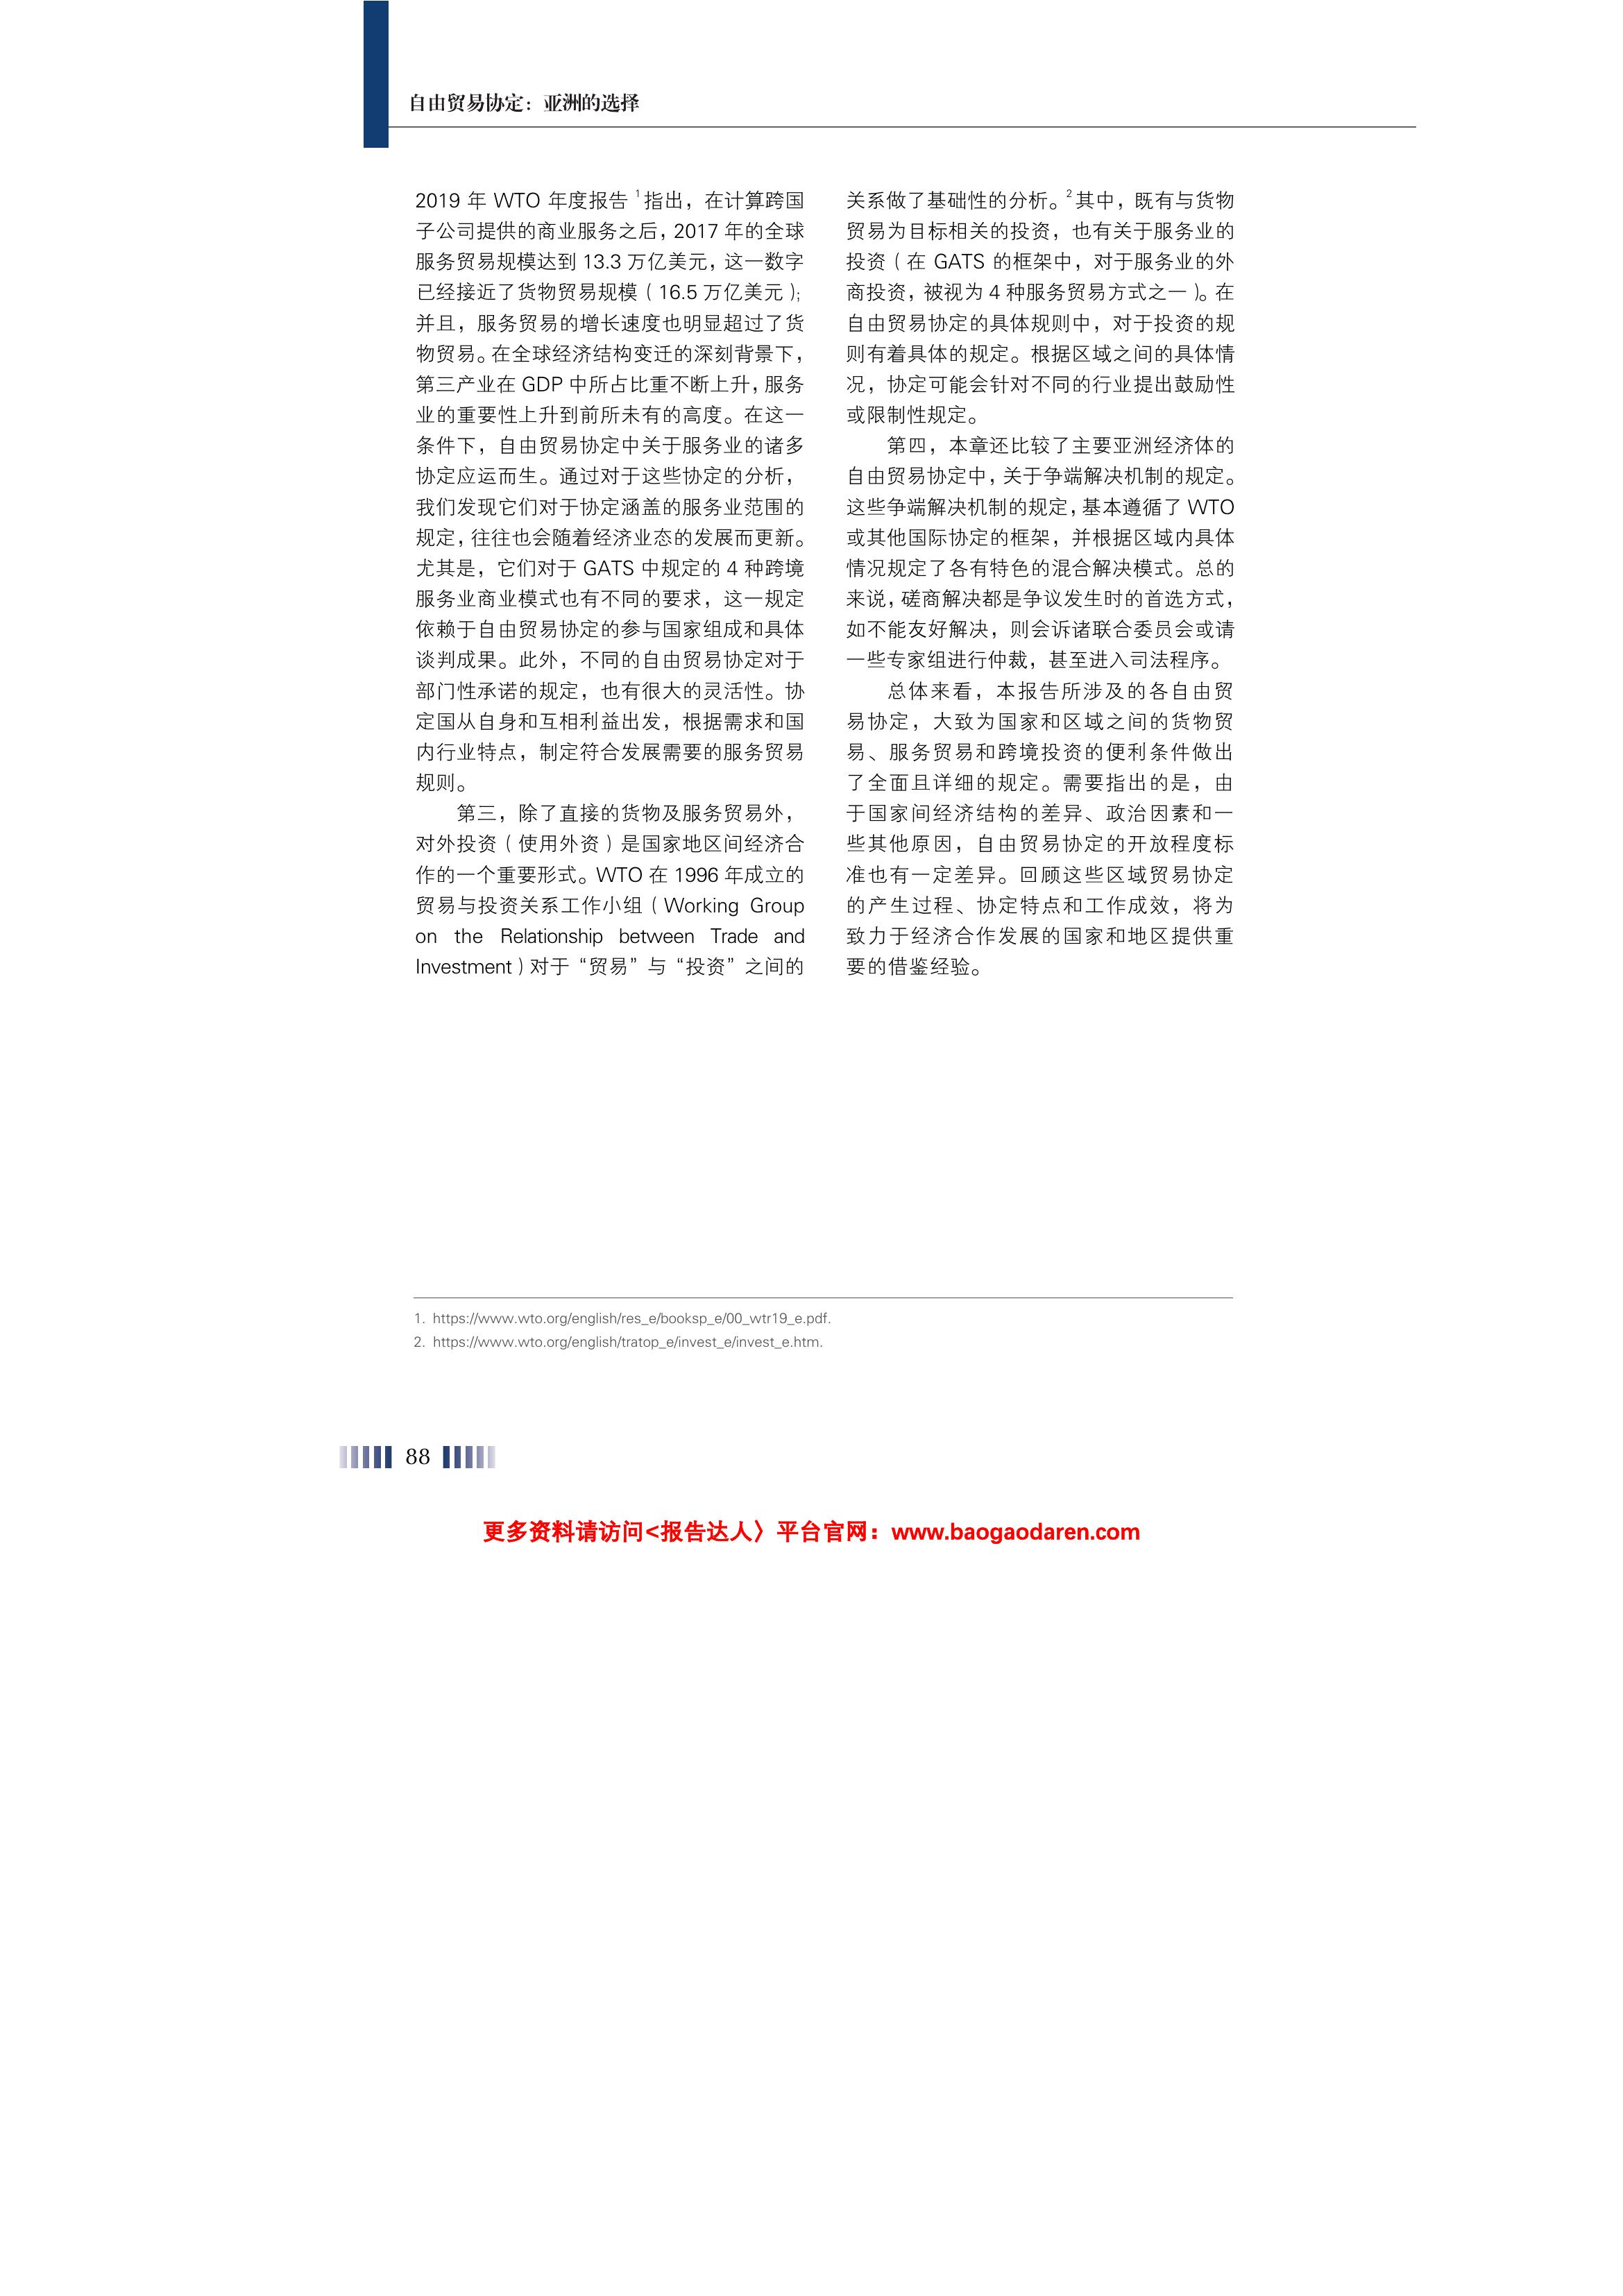 自由贸易协定：亚洲的选择
2019 年 WTO 年度报告 1 指出，在计算跨国
子公司提供的商业服务之后，2017 年的全球
服务贸易规模达到 13.3 万亿美元，这一数字
已经接近了货物贸易规模（16.5 万亿美元）；
并且，服务贸易的增长速度也明显超过了货
物贸易。在全球经济结构变迁的深刻背景下，
第三产业在 GDP 中所占比重不断上升，服务
业的重要性上升到前所未有的高度。在这一
条件下，自由贸易协定中关于服务业的诸多
协定应运而生。通过对于这些协定的分析，
我们发现它们对于协定涵盖的服务业范围的
规定，往往也会随着经济业态的发展而更新。
尤其是，它们对于 GATS 中规定的 4 种跨境
服务业商业模式也有不同的要求，这一规定
依赖于自由贸易协定的参与国家组成和具体
谈判成果。此外，不同的自由贸易协定对于
部门性承诺的规定，也有很大的灵活性。协
定国从自身和互相利益出发，根据需求和国
内行业特点，制定符合发展需要的服务贸易
规则。
第三，除了直接的货物及服务贸易外，
对外投资（使用外资）是国家地区间经济合
作的一个重要形式。WTO 在 1996 年成立的
贸易与投资关系工作小组（Working Group
on the Relationship between Trade and
Investment）对于“贸易”与“投资”之间的
关系做了基础性的分析。2 其中，既有与货物
贸易为目标相关的投资，也有关于服务业的
投资（在 GATS 的框架中，对于服务业的外
商投资，被视为 4 种服务贸易方式之一）。在
自由贸易协定的具体规则中，对于投资的规
则有着具体的规定。根据区域之间的具体情
况，协定可能会针对不同的行业提出鼓励性
或限制性规定。
第四，本章还比较了主要亚洲经济体的
自由贸易协定中，关于争端解决机制的规定。
这些争端解决机制的规定，基本遵循了 WTO
或其他国际协定的框架，并根据区域内具体
情况规定了各有特色的混合解决模式。总的
来说，磋商解决都是争议发生时的首选方式，
如不能友好解决，则会诉诸联合委员会或请
一些专家组进行仲裁，甚至进入司法程序。
总体来看，本报告所涉及的各自由贸
易协定，大致为国家和区域之间的货物贸
易、服务贸易和跨境投资的便利条件做出
了全面且详细的规定。需要指出的是，由
于国家间经济结构的差异、政治因素和一
些其他原因，自由贸易协定的开放程度标
准也有一定差异。回顾这些区域贸易协定
的产生过程、协定特点和工作成效，将为
致力于经济合作发展的国家和地区提供重
要的借鉴经验。
1. https://www.wto.org/english/res_e/booksp_e/00_wtr19_e.pdf.
2. https://www.wto.org/english/tratop_e/invest_e/invest_e.htm.
88
更多资料请访问<报告达人〉平台官网：www.baogaodaren.com